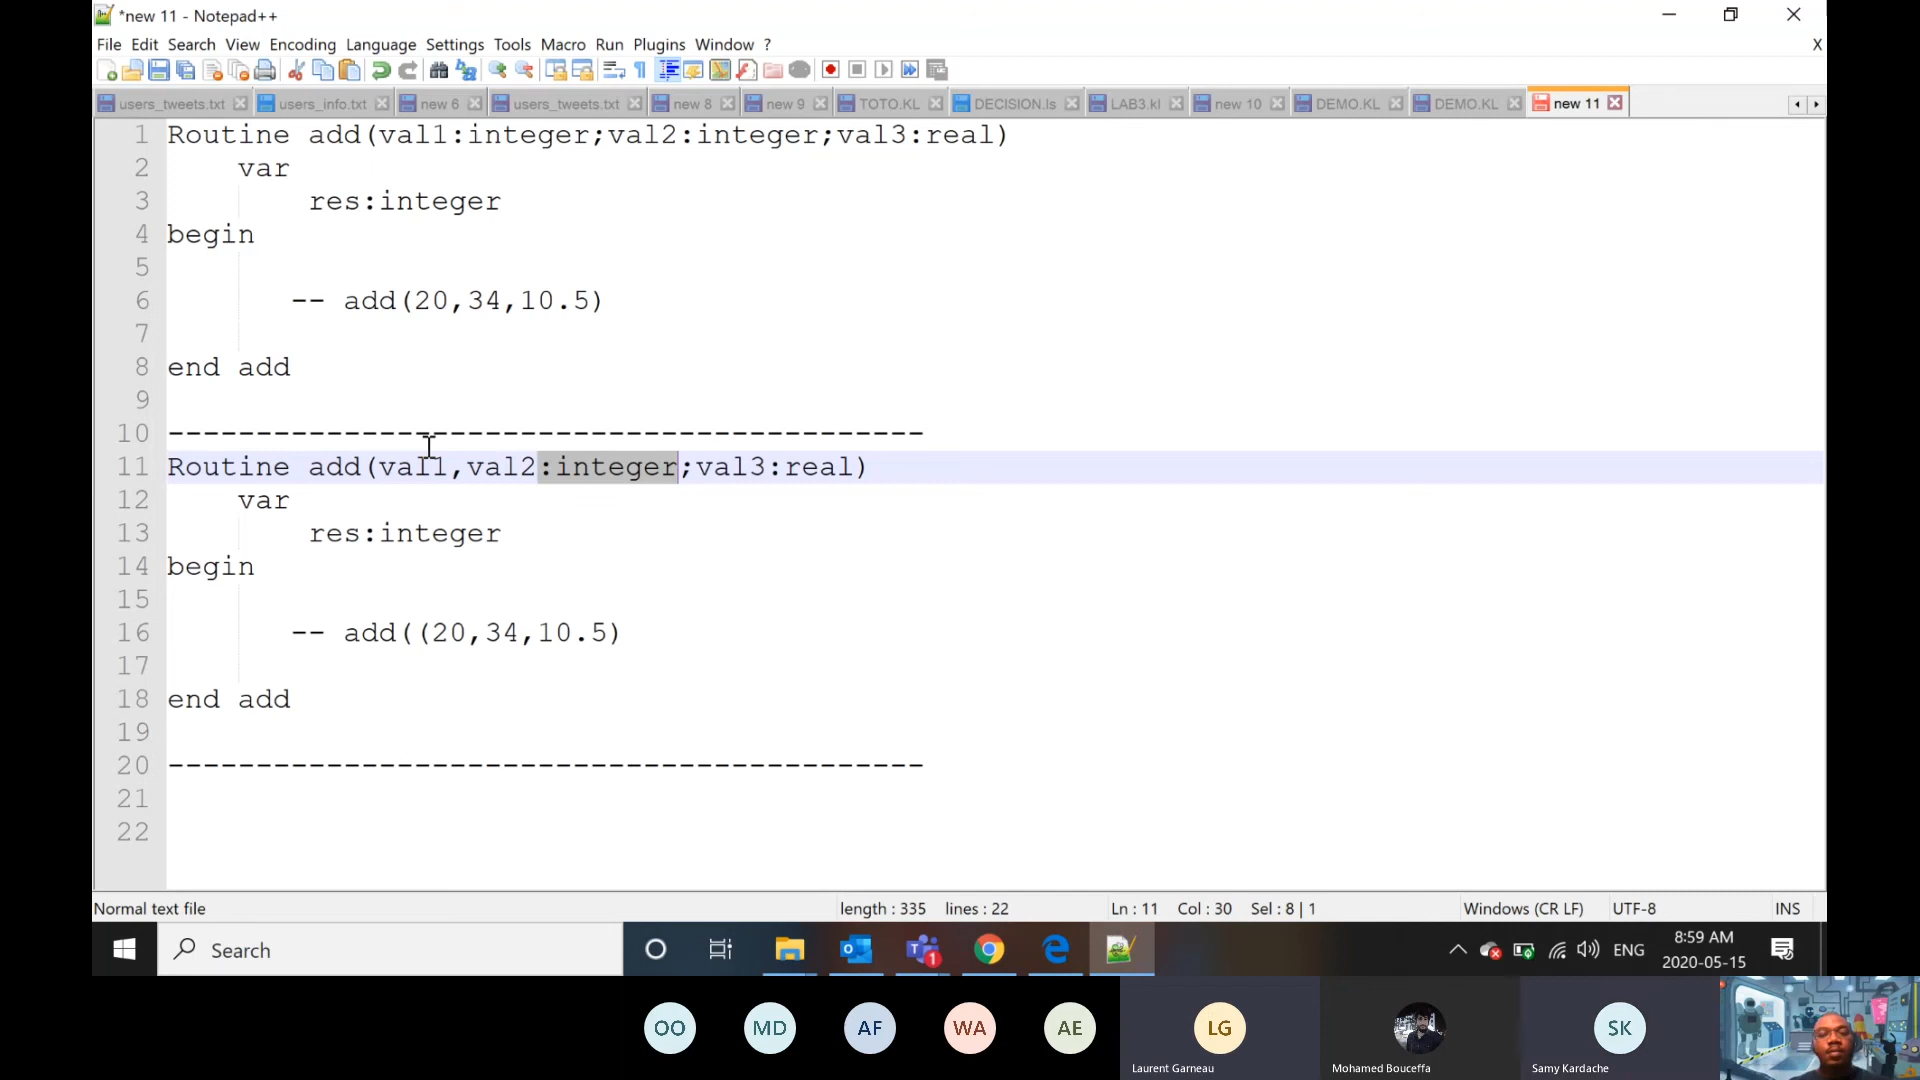 *new 11 - Notepad++
File Edit Search View Encoding Language Settings Tools Macro Run Plugins Window ?
X
users_tweets.txt users_info.txt new 6 users_tweets.txt new 8 new 9 TOTO.KL DECISION.ls LAB3.kl new 10 DEMO.KL DEMO.KL new 11
1 Routine add(val1:integer;val2:integer;val3:real)
2 var
3 res:integer
4 begin
5
6 -- add(20,34,10.5)
7
8 end add
9
10 -------------------------------------------
11 Routine add(val1,val2:integer;val3:real)
12 var
13 res:integer
14 begin
15
16 -- add((20,34,10.5)
17
18 end add
19
20 -------------------------------------------
21
22
Normal text file length : 335 lines : 22 Ln : 11 Col : 30 Sel : 8 | 1 Windows (CR LF) UTF-8 INS
Search
1
ENG
8:59 AM
2020-05-15
OO MD AF WA AE LG SK
Laurent Garneau Mohamed Bouceffa Samy Kardache